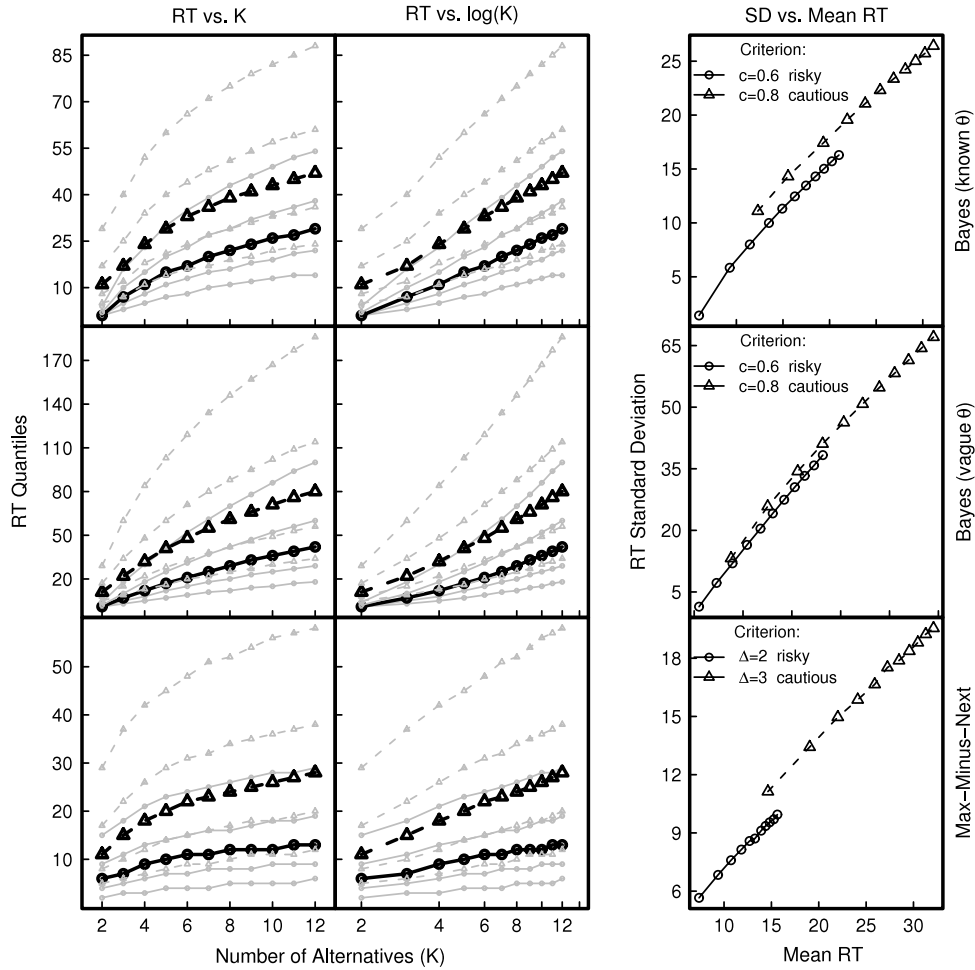 RT vs. K
RT vs. log(K)
SD vs. Mean RT
85
70
55
40
25
10
25
20
15
10
5
Criterion:
c=0.6 risky
c=0.8 cautious
Bayes (known θ)
170
140
110
80
50
20
65
50
35
20
5
Criterion:
c=0.6 risky
c=0.8 cautious
Bayes (vague θ)
RT Quantiles
RT Standard Deviation
50
40
30
20
10
18
15
12
9
6
Criterion:
Δ=2 risky
Δ=3 cautious
Max−Minus−Next
2 4 6 8 10 12
2 4 6 8 10 12
10 15 20 25 30
Number of Alternatives (K)
Mean RT